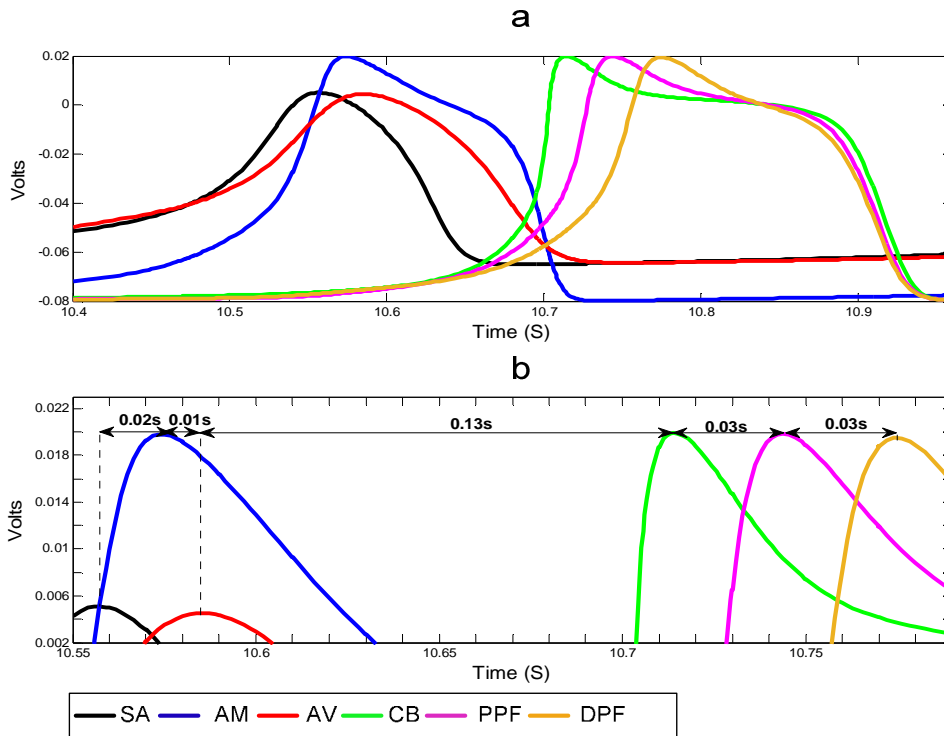 a
0.02
0
-0.02
-0.04
-0.06
-0.08
Volts
10.4 10.5 10.6 10.7 10.8 10.9
Time (S)
b
0.022
0.018
0.014
0.01
0.006
0.002
Volts
0.02s 0.01s 0.13s 0.03s 0.03s
10.55 10.6 10.65 10.7 10.75
Time (S)
SA AM AV CB PPF DPF